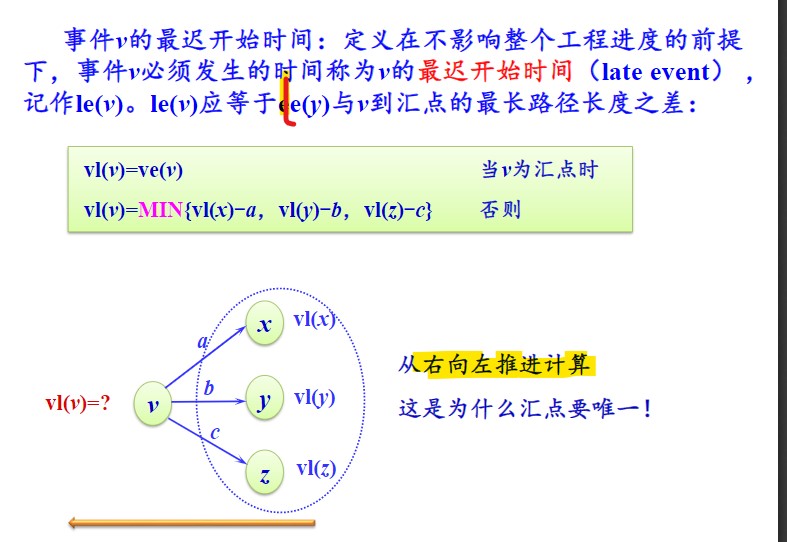 事件v的最迟开始时间：定义在不影响整个工程进度的前提
下，事件v必须发生的时间称为v的最迟开始时间（late event），
记作le(v)。le(v)应等于ee(y)与v到汇点的最长路径长度之差：
vl(v)=ve(v) 当v为汇点时
vl(v)=MIN{vl(x)−a，vl(y)−b，vl(z)−c} 否则
x vl(x)
a
从右向左推进计算
vl(v)=? v b y vl(y)
这是为什么汇点要唯一！
c
z vl(z)